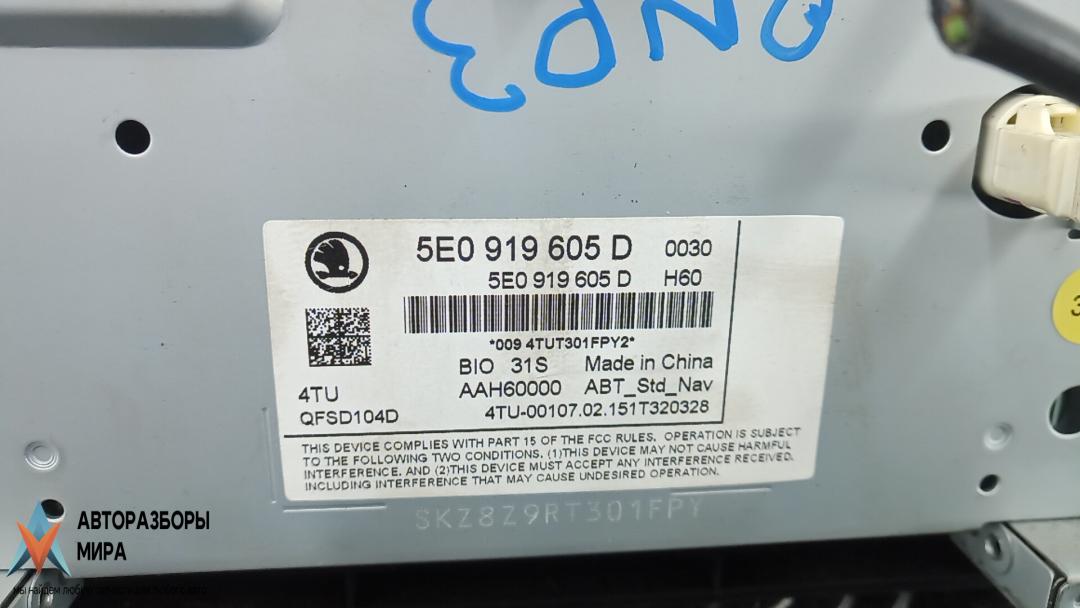 5E0 919 605 D 0030
5E0 919 605 D H60
*009 4TUT301FPY2*
BIO 31S Made in China
4TU AAH60000 ABT_Std_Nav
QFSD104D 4TU-00107.02.151T320328
THIS DEVICE COMPLIES WITH PART 15 OF THE FCC RULES. OPERATION IS SUBJECT
TO THE FOLLOWING TWO CONDITIONS. (1)THIS DEVICE MAY NOT CAUSE HARMFUL
INTERFERENCE. AND (2)THIS DEVICE MUST ACCEPT ANY INTERFERENCE RECEIVED.
INCLUDING INTERFERENCE THAT MAY CAUSE UNDESIRED OPERATION.
SKZ8Z9RT301FPY
АВТОРАЗБОРЫ
МИРА
3